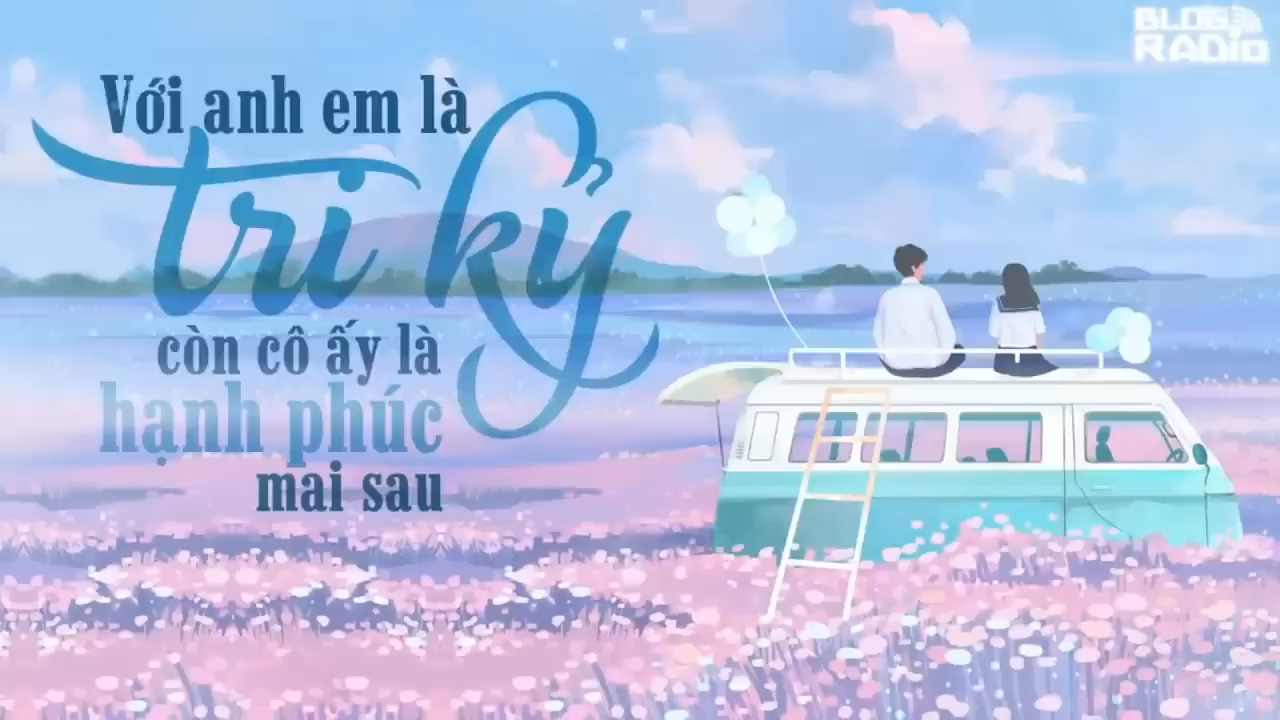 Với anh em là
tri kỷ
còn cô ấy là
hạnh phúc
mai sau
BLOG
RADIO